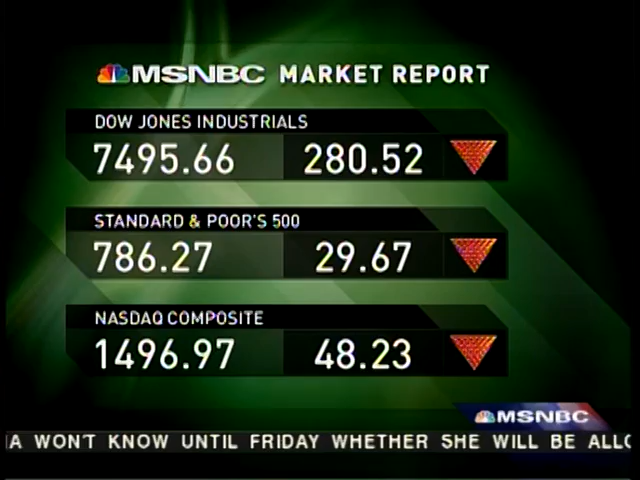 MSNBC MARKET REPORT
DOW JONES INDUSTRIALS
7495.66 280.52
STANDARD & POOR'S 500
786.27 29.67
NASDAQ COMPOSITE
1496.97 48.23
MSNBC
WON'T KNOW UNTIL FRIDAY WHETHER SHE WILL BE